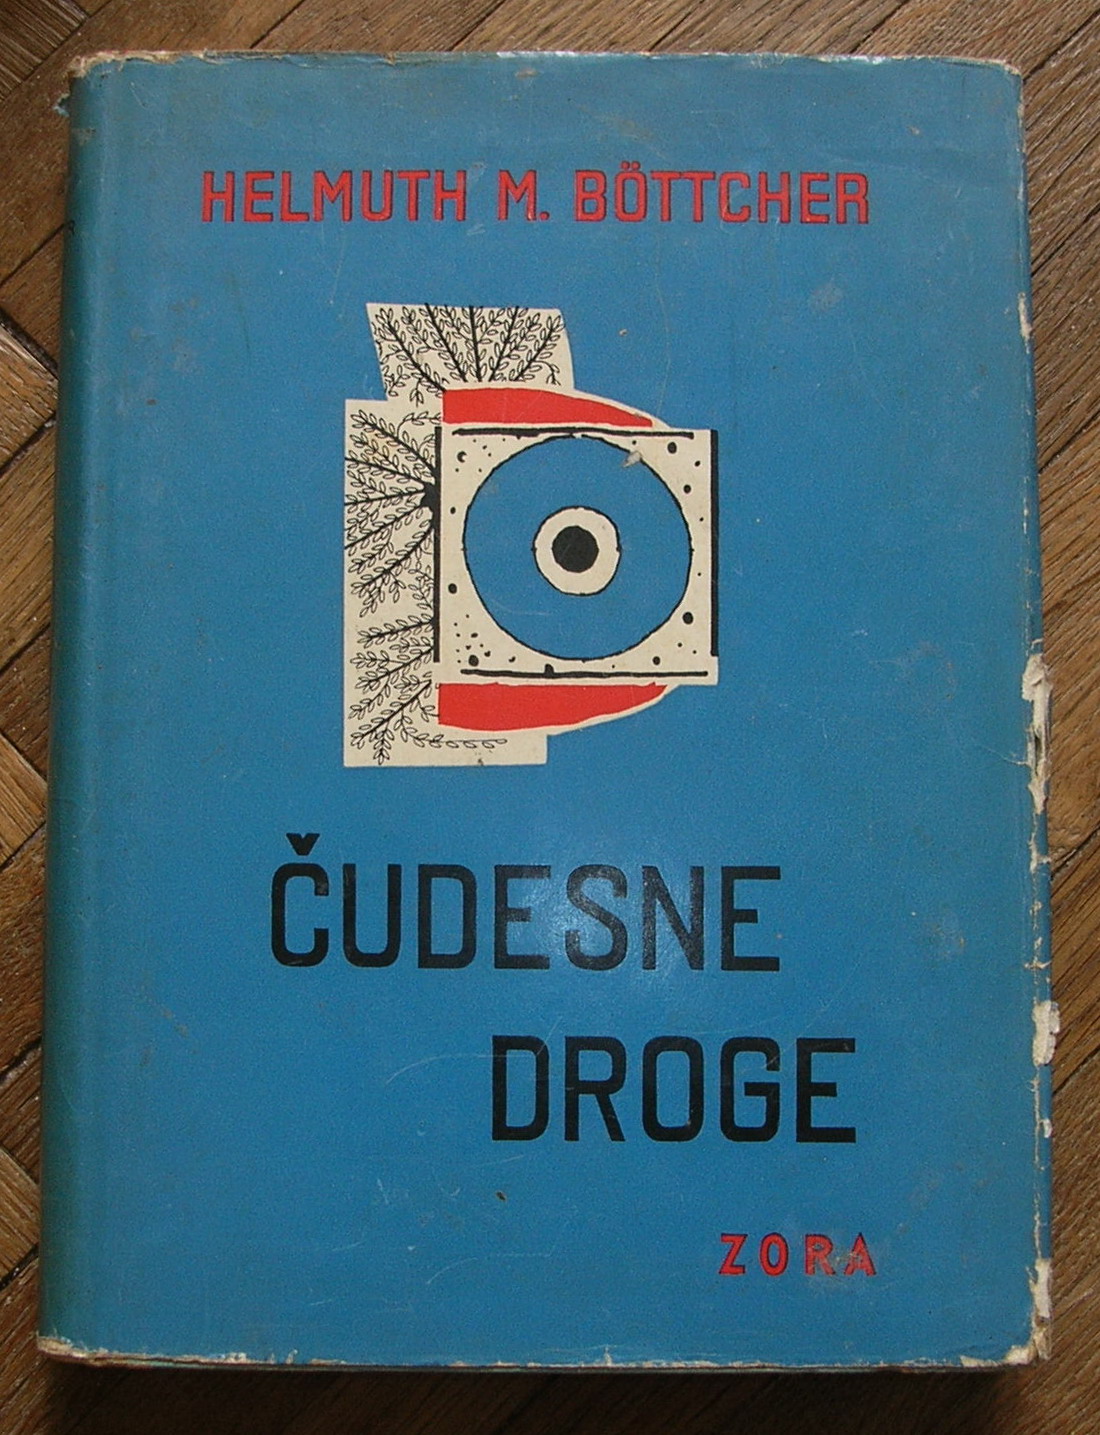 HELMUTH M. BÖTTCHER
ČUDESNE
DROGE
ZORA